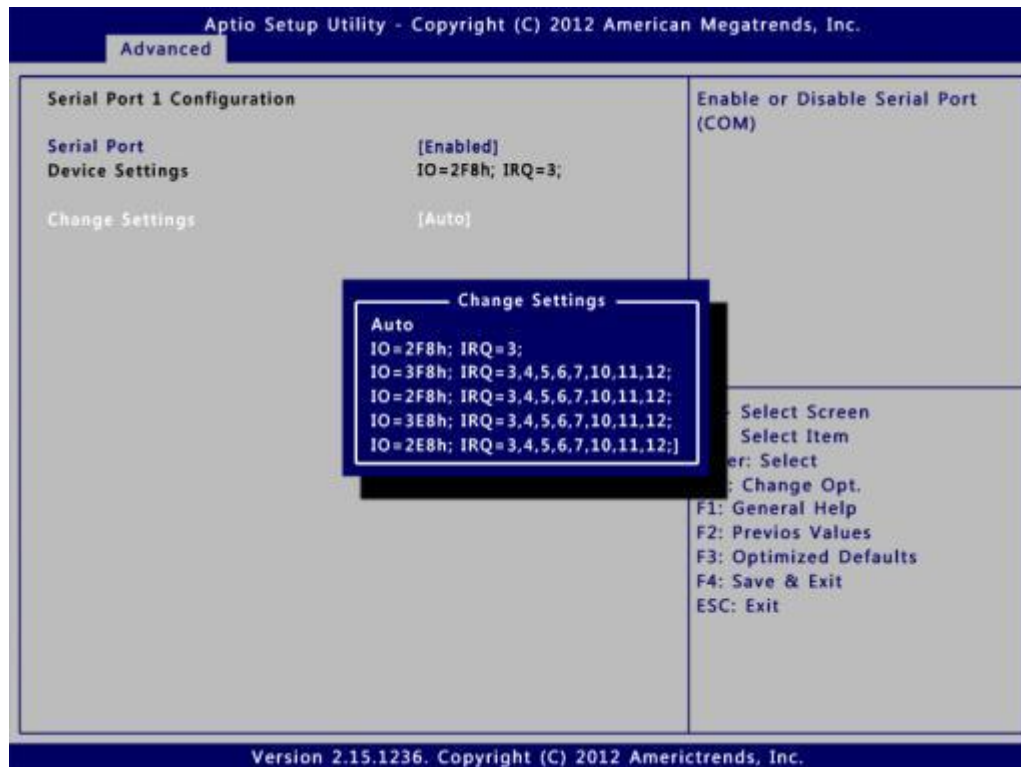 Aptio Setup Utility - Copyright (C) 2012 American Megatrends, Inc.
Advanced
Serial Port 1 Configuration
Serial Port [Enabled]
Device Settings IO=2F8h; IRQ=3;
Change Settings [Auto]
Enable or Disable Serial Port
(COM)
Change Settings
Auto
IO=2F8h; IRQ=3;
IO=3F8h; IRQ=3,4,5,6,7,10,11,12;
IO=2F8h; IRQ=3,4,5,6,7,10,11,12;
IO=3E8h; IRQ=3,4,5,6,7,10,11,12;
IO=2E8h; IRQ=3,4,5,6,7,10,11,12;]
Select Screen
Select Item
er: Select
: Change Opt.
F1: General Help
F2: Previos Values
F3: Optimized Defaults
F4: Save & Exit
ESC: Exit
Version 2.15.1236. Copyright (C) 2012 Americtrends, Inc.